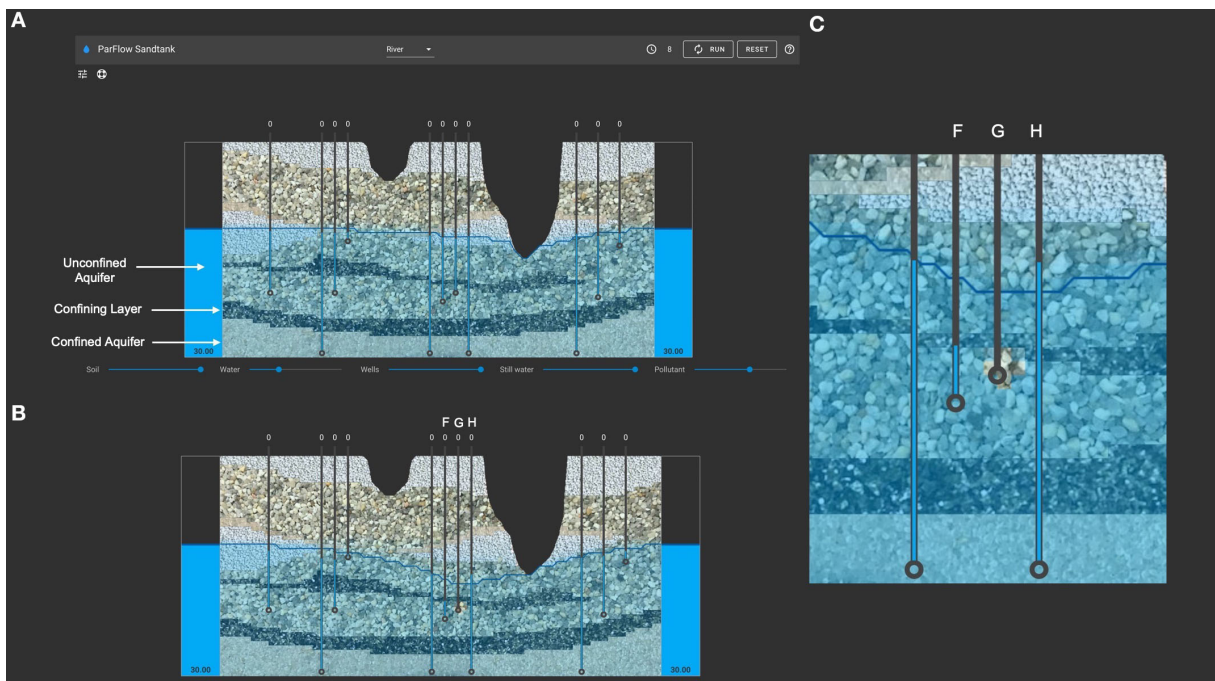 A
ParFlow Sandtank
River
8
RUN
RESET
0 0 0 0 0 0 0 0 0 0 0
Unconfined
Aquifer
Confining Layer
Confined Aquifer
30.00 30.00
Soil Water Wells Still water Pollutant
B
F G H
0 0 0 0 0 0 0 0 0 0 0
30.00 30.00
C
F G H